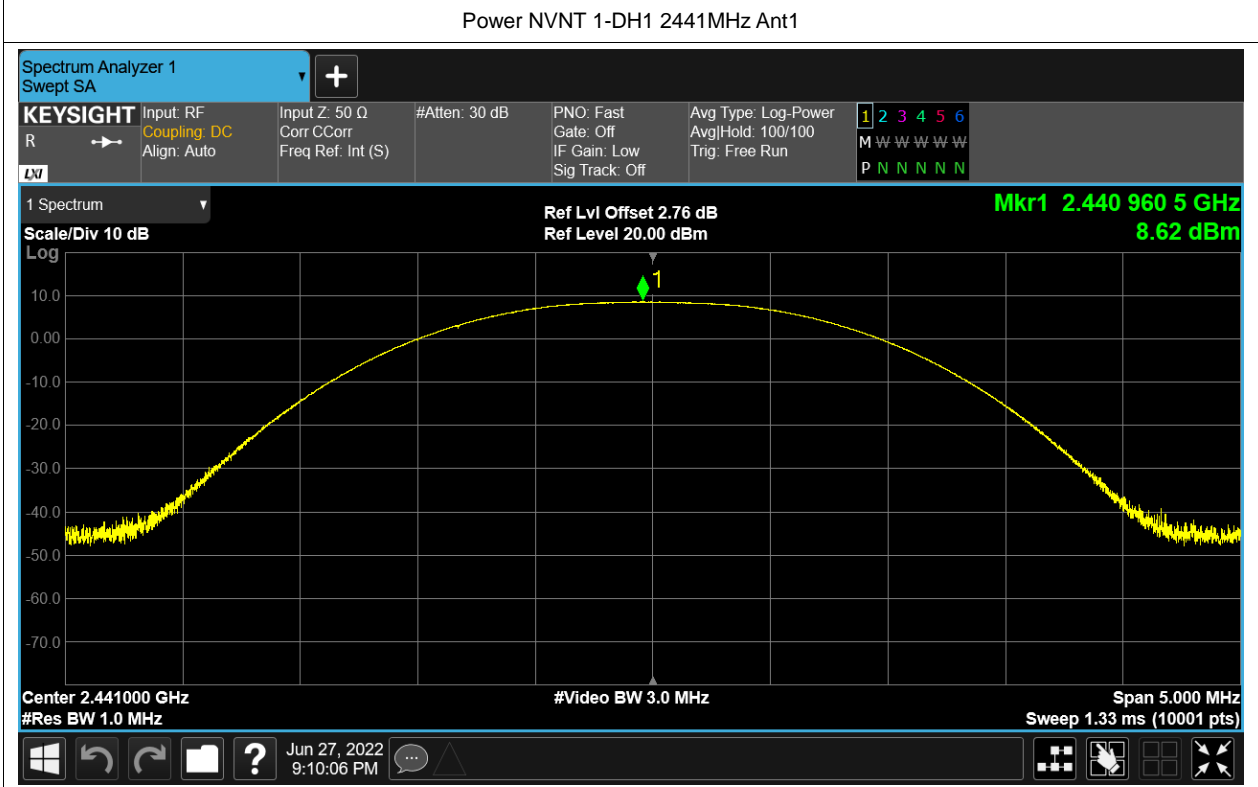 Power NVNT 1-DH1 2441MHz Ant1
Spectrum Analyzer 1
Swept SA
+
KEYSIGHT
R
LXI
Input: RF
Coupling: DC
Align: Auto
Input Z: 50 Ω
Corr CCorr
Freq Ref: Int (S)
#Atten: 30 dB
PNO: Fast
Gate: Off
IF Gain: Low
Sig Track: Off
Avg Type: Log-Power
Avg|Hold: 100/100
Trig: Free Run
1 2 3 4 5 6
M W W W W W
P N N N N N
1 Spectrum
Scale/Div 10 dB
Log
Ref Lvl Offset 2.76 dB
Ref Level 20.00 dBm
Mkr1 2.440 960 5 GHz
8.62 dBm
1
10.0
0.00
-10.0
-20.0
-30.0
-40.0
-50.0
-60.0
-70.0
Center 2.441000 GHz
#Res BW 1.0 MHz
#Video BW 3.0 MHz
Span 5.000 MHz
Sweep 1.33 ms (10001 pts)
?
Jun 27, 2022
9:10:06 PM